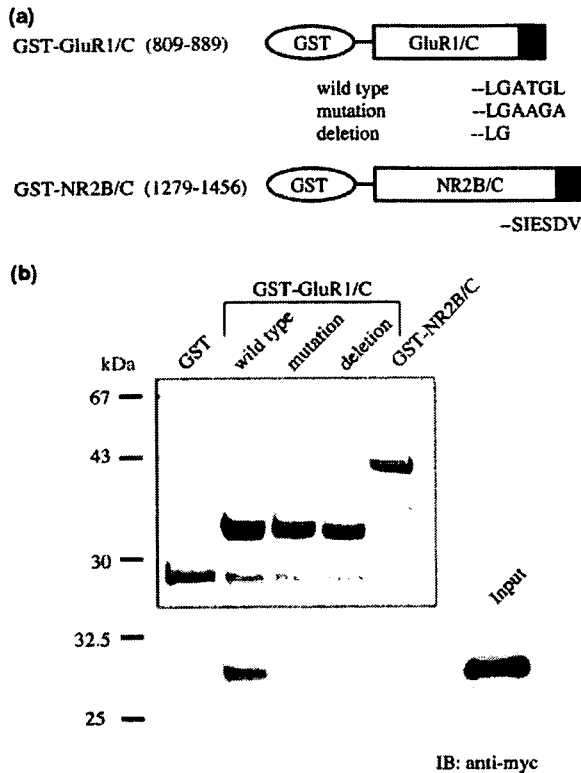 (a)
GST-GluR1/C (809-889) GST GluR1/C
wild type --LGATGL
mutation --LGAAGA
deletion --LG
GST-NR2B/C (1279-1456) GST NR2B/C
--SIESDV
(b)
GST-GluR1/C
GST wild type mutation deletion GST-NR2B/C
kDa
67
43
30
Input
32.5
25
IB: anti-myc